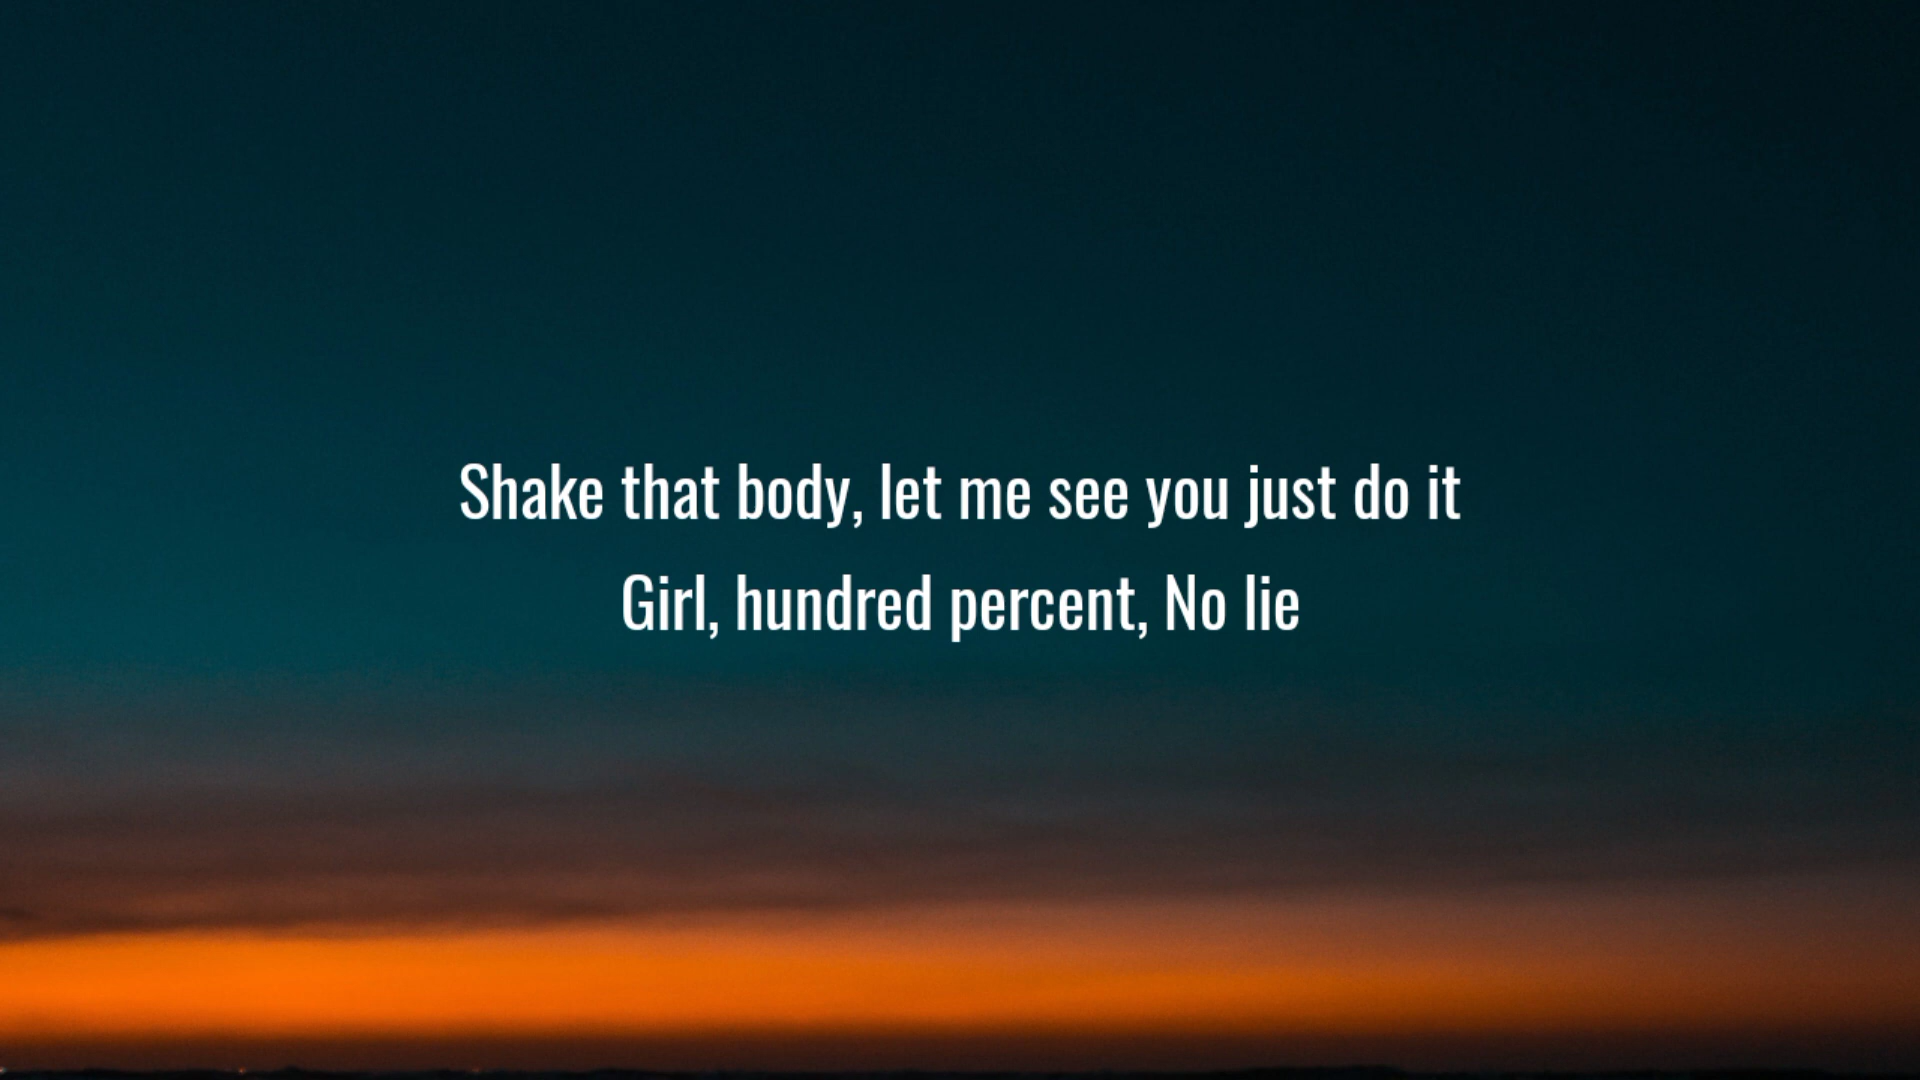 Shake that body, let me see you just do it
Girl, hundred percent, No lie